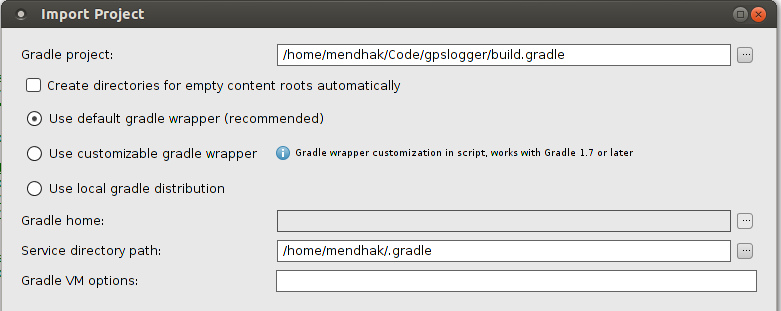 Import Project
Gradle project: /home/mendhak/Code/gpslogger/build.gradle ...
Create directories for empty content roots automatically
Use default gradle wrapper (recommended)
Use customizable gradle wrapper i Gradle wrapper customization in script, works with Gradle 1.7 or later
Use local gradle distribution
Gradle home: ...
Service directory path: /home/mendhak/.gradle ...
Gradle VM options: